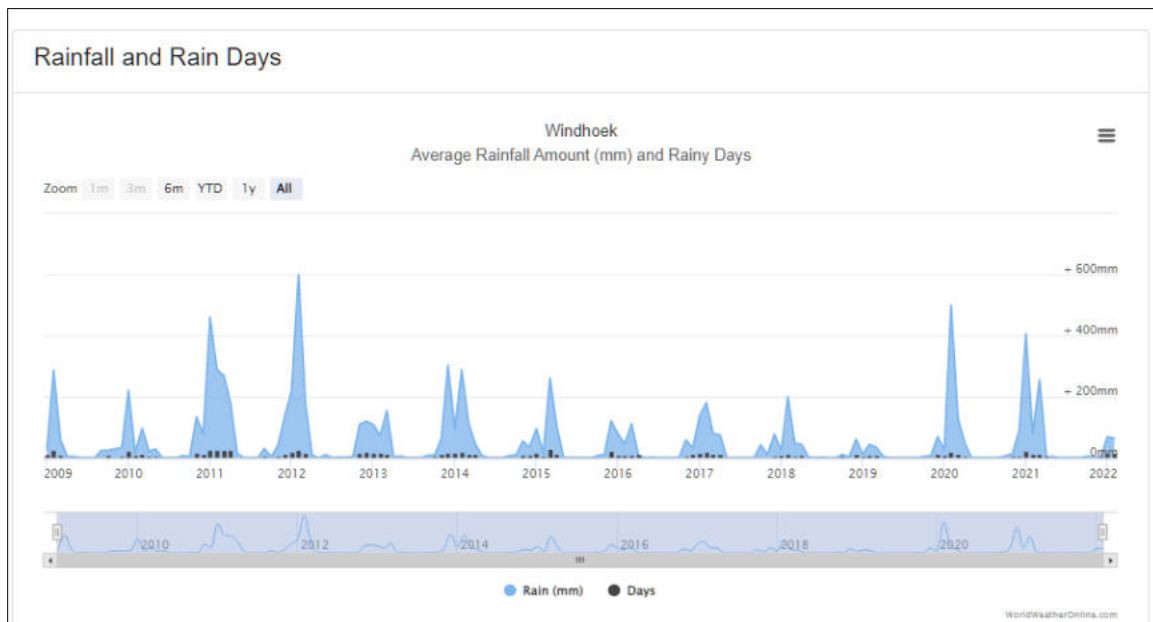 Rainfall and Rain Days
Windhoek
Average Rainfall Amount (mm) and Rainy Days
Zoom 1m 3m 6m YTD 1y All
+ 600mm
+ 400mm
+ 200mm
0mm
2009 2010 2011 2012 2013 2014 2015 2016 2017 2018 2019 2020 2021 2022
2010 2012 2014 2016 2018 2020
Rain (mm) Days
WorldWeatherOnline.com